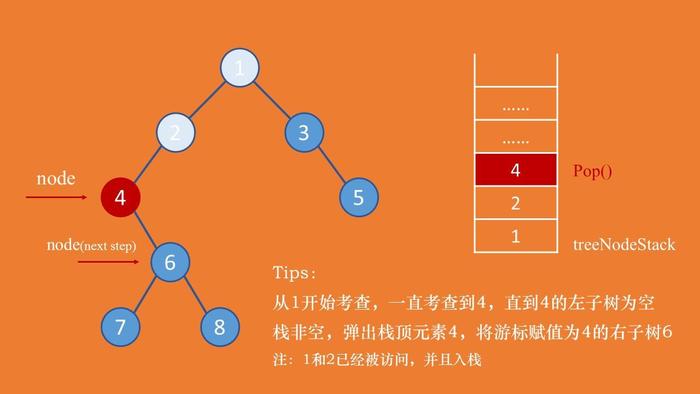 1
……
2
3
……
node
4
5
4
Pop()
2
node(next step)
6
1
treeNodeStack
7
8
Tips:
从1开始考查，一直考查到4，直到4的左子树为空
栈非空，弹出栈顶元素4，将游标赋值为4的右子树6
注：1和2已经被访问，并且入栈